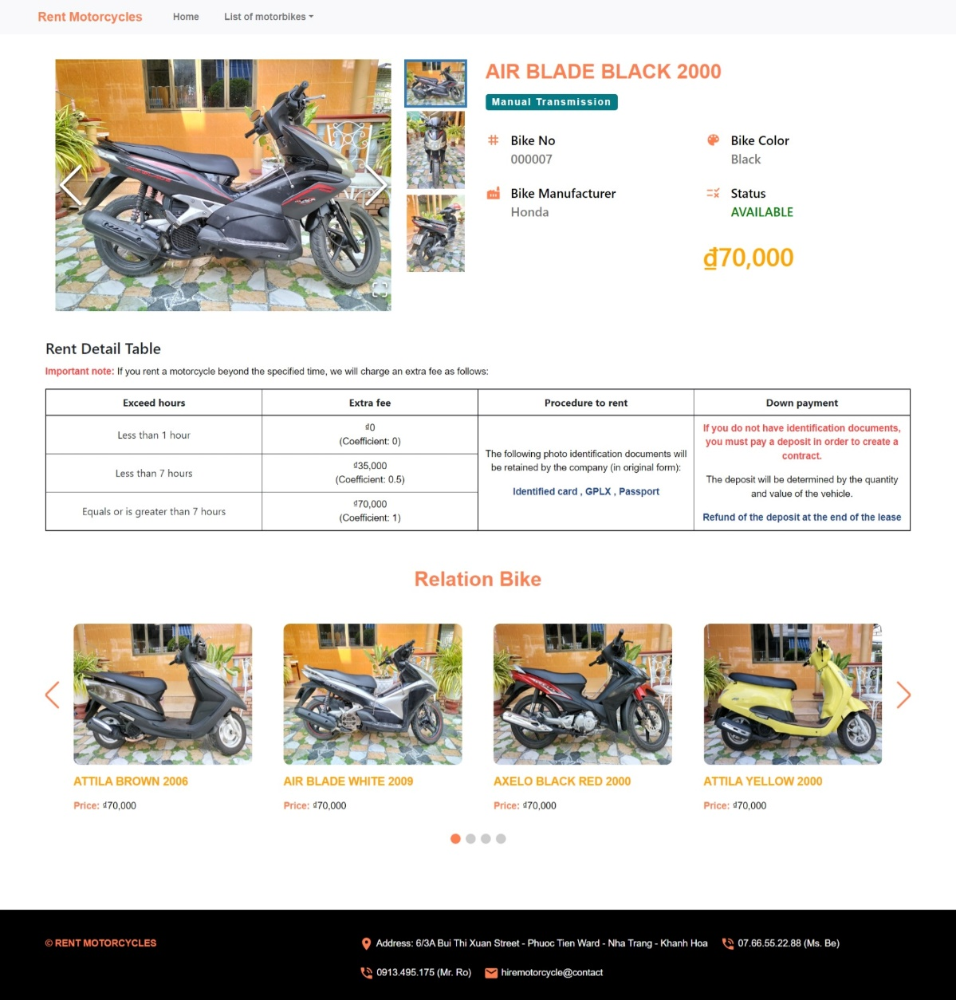 Rent Motorcycles
Home
List of motorbikes
AIR BLADE BLACK 2000
Manual Transmission
Bike No
000007
Bike Color
Black
Bike Manufacturer
Honda
Status
AVAILABLE
₫70,000
Rent Detail Table
Important note: If you rent a motorcycle beyond the specified time, we will charge an extra fee as follows:
Exceed hours
Extra fee
Procedure to rent
Down payment
Less than 1 hour
₫0
(Coefficient: 0)
Less than 7 hours
₫35,000
(Coefficient: 0.5)
Equals or is greater than 7 hours
₫70,000
(Coefficient: 1)
The following photo identification documents will
be retained by the company (in original form):
Identified card , GPLX , Passport
If you do not have identification documents,
you must pay a deposit in order to create a
contract.
The deposit will be determined by the quantity
and value of the vehicle.
Refund of the deposit at the end of the lease
Relation Bike
ATTILA BROWN 2006
Price: ₫70,000
AIR BLADE WHITE 2009
Price: ₫70,000
AXELO BLACK RED 2000
Price: ₫70,000
ATTILA YELLOW 2000
Price: ₫70,000
© RENT MOTORCYCLES
Address: 6/3A Bui Thi Xuan Street - Phuoc Tien Ward - Nha Trang - Khanh Hoa
07.66.55.22.88 (Ms. Be)
0913.495.175 (Mr. Ro)
hiremotorcycle@contact